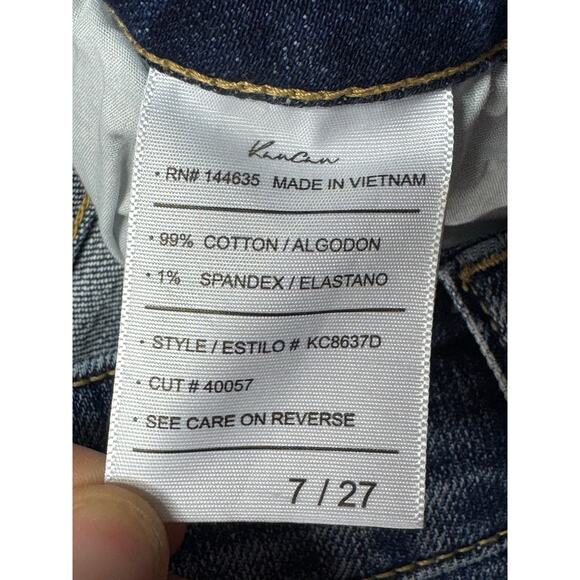 KanCan
• RN# 144635 MADE IN VIETNAM
• 99% COTTON / ALGODON
• 1% SPANDEX / ELASTANO
• STYLE / ESTILO # KC8637D
• CUT # 40057
• SEE CARE ON REVERSE
7 / 27